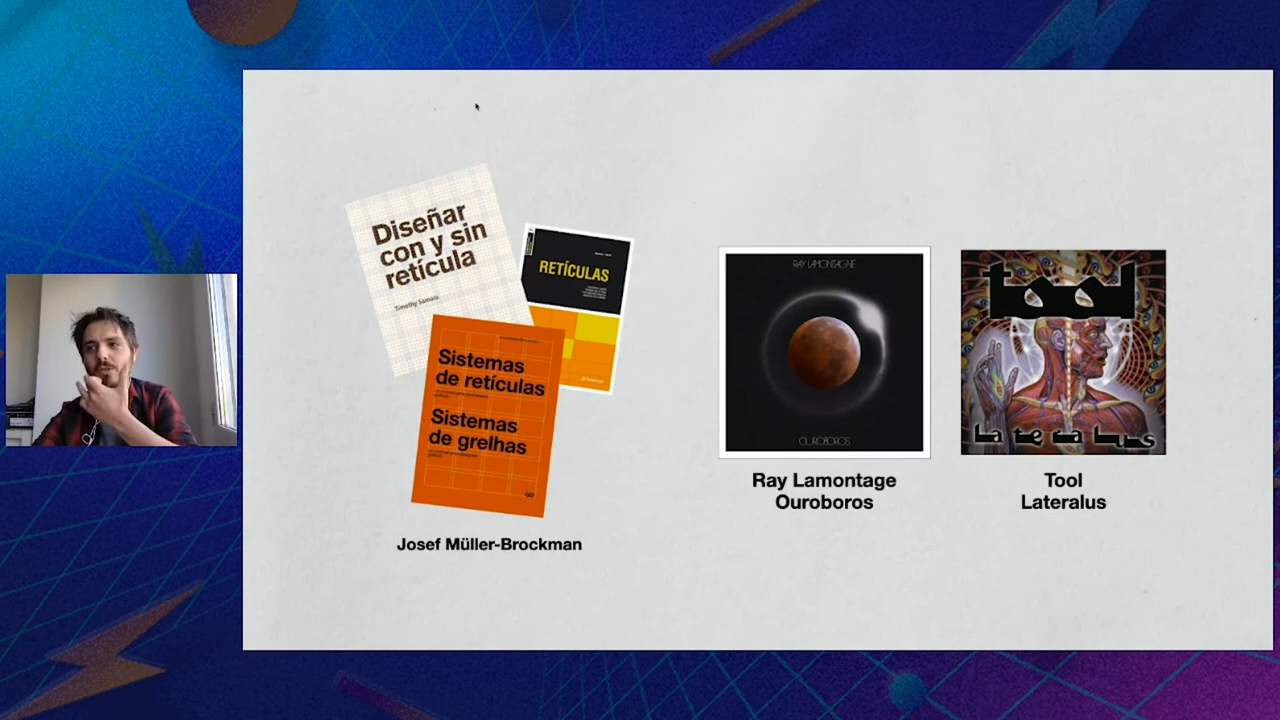 Diseñar
con y sin
retícula
Timothy Samara
RETÍCULAS
Sistemas
de retículas
Sistemas
de grelhas
GG
Josef Müller-Brockman
RAY LAMONTAGNE
OUROBOROS
Ray Lamontage
Ouroboros
tool
lateralus
Tool
Lateralus